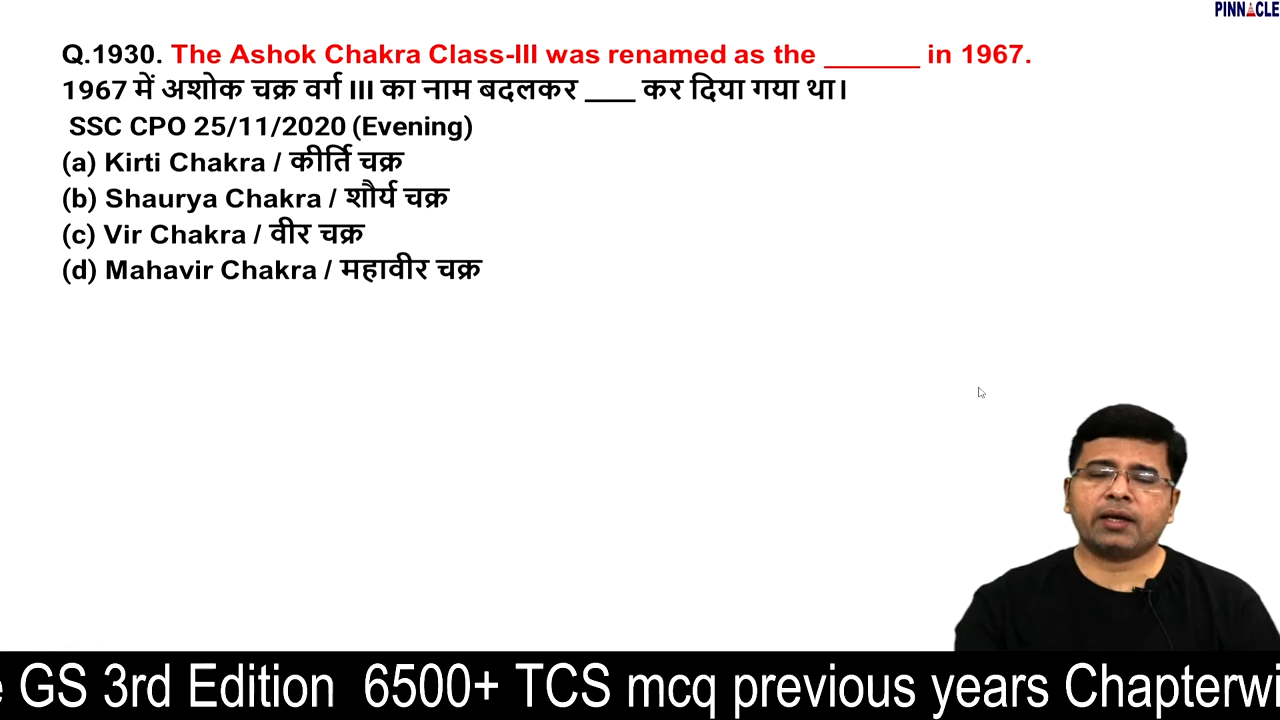 PINNACLE
Q.1930. The Ashok Chakra Class-III was renamed as the _______ in 1967.
1967 में अशोक चक्र वर्ग III का नाम बदलकर ____ कर दिया गया था।
SSC CPO 25/11/2020 (Evening)
(a) Kirti Chakra / कीर्ति चक्र
(b) Shaurya Chakra / शौर्य चक्र
(c) Vir Chakra / वीर चक्र
(d) Mahavir Chakra / महावीर चक्र
e GS 3rd Edition 6500+ TCS mcq previous years Chapterwi